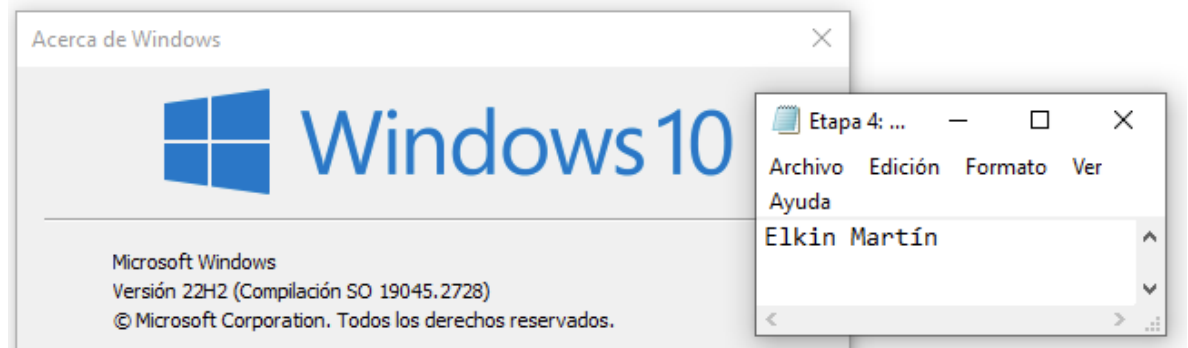 Acerca de Windows
Windows 10
Microsoft Windows
Versión 22H2 (Compilación SO 19045.2728)
© Microsoft Corporation. Todos los derechos reservados.
Etapa 4: ...
Archivo Edición Formato Ver
Ayuda
Elkin Martín